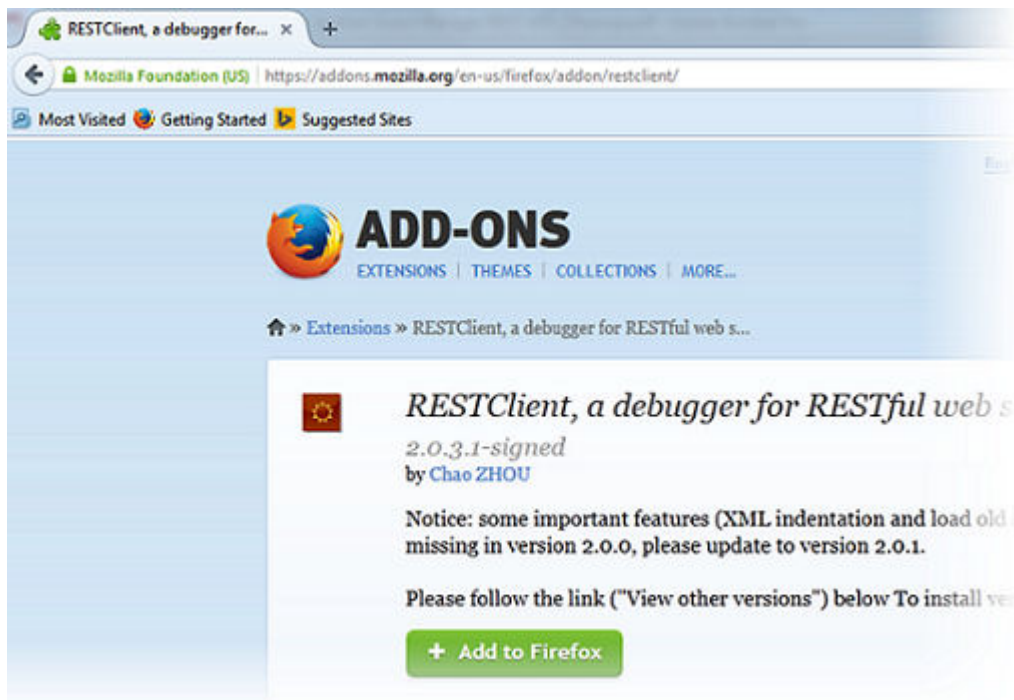 RESTClient, a debugger for... × +
Mozilla Foundation (US) https://addons.mozilla.org/en-us/firefox/addon/restclient/
Most Visited Getting Started Suggested Sites
ADD-ONS
EXTENSIONS | THEMES | COLLECTIONS | MORE...
» Extensions » RESTClient, a debugger for RESTful web s...
RESTClient, a debugger for RESTful web s
2.0.3.1-signed
by Chao ZHOU
Notice: some important features (XML indentation and load old
missing in version 2.0.0, please update to version 2.0.1.
Please follow the link ("View other versions") below To install
+ Add to Firefox